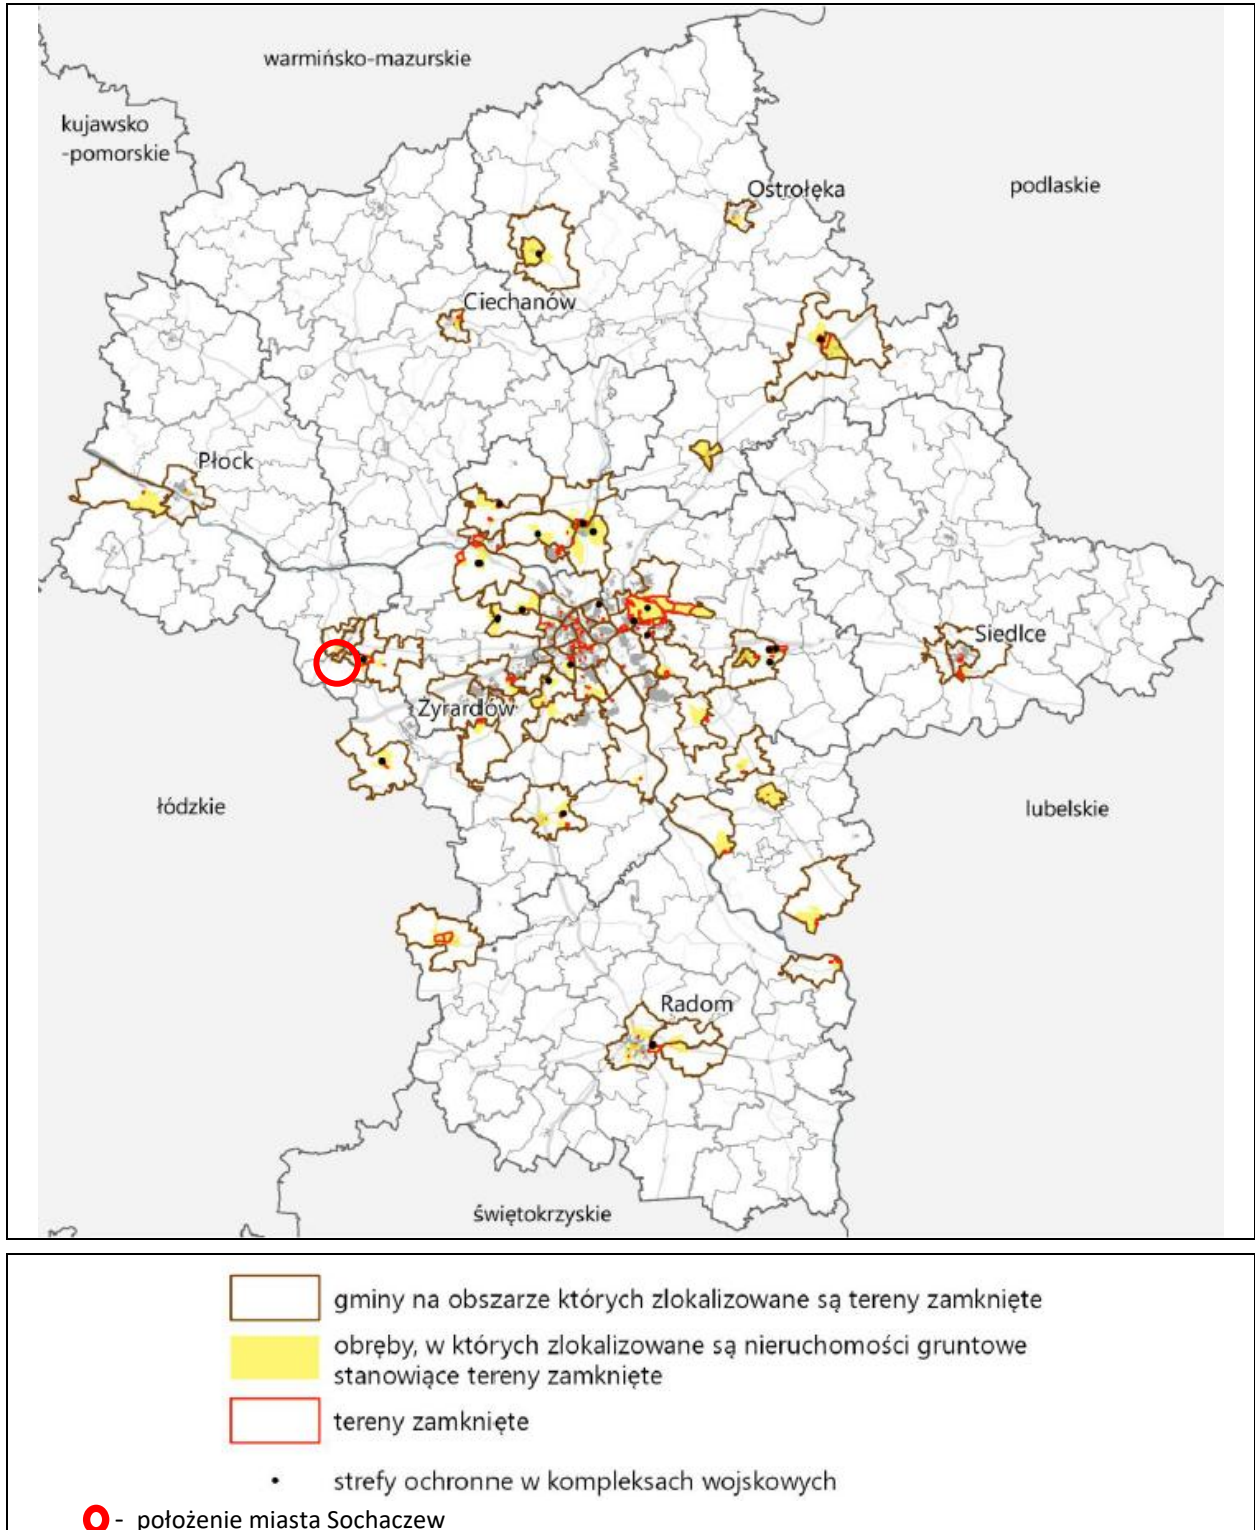 warmińsko-mazurskie
kujawsko
-pomorskie
podlaskie
Ostrołęka
Ciechanów
Płock
Siedlce
Żyrardów
łódzkie
lubelskie
Radom
świętokrzyskie
gminy na obszarze których zlokalizowane są tereny zamknięte
obręby, w których zlokalizowane są nieruchomości gruntowe
stanowiące tereny zamknięte
tereny zamknięte
strefy ochronne w kompleksach wojskowych
- położenie miasta Sochaczew